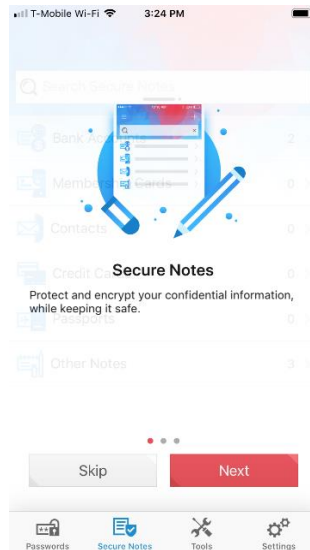 T-Mobile Wi-Fi 3:24 PM
Search Secure Notes
Bank Accounts 2
Membership Cards 0
Contacts 0
Secure Notes
Credit Ca 0
Protect and encrypt your confidential information,
while keeping it safe.
Passports 0
Other Notes 3
Skip Next
Passwords Secure Notes Tools Settings